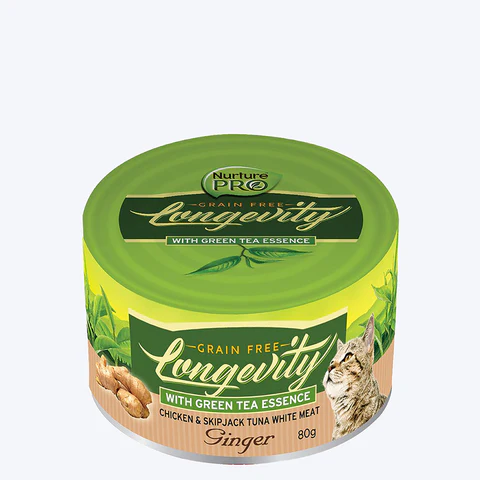 Nurture
PRO
GRAIN FREE
Longevity
WITH GREEN TEA ESSENCE
GRAIN FREE
Longevity
WITH GREEN TEA ESSENCE
CHICKEN & SKIPJACK TUNA WHITE MEAT
Ginger
80g